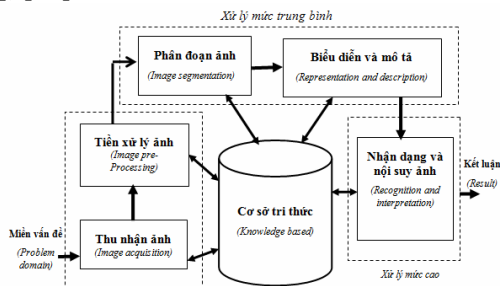 Xử lý mức trung bình
Phân đoạn ảnh
(Image segmentation)
Biểu diễn và mô tả
(Representation and description)
Tiền xử lý ảnh
(Image pre-
Processing)
Nhận dạng và
nội suy ảnh
(Recognition and
interpretation)
Kết luận
(Result)
Cơ sở tri thức
(Knowledge based)
Miền vấn đề
(Problem
domain)
Thu nhận ảnh
(Image acquisition)
Xử lý mức cao